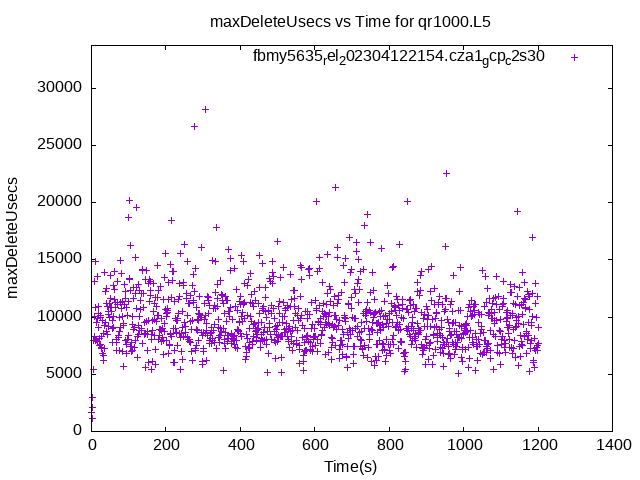 maxDeleteUsecs vs Time for qr1000.L5
fbmy5635rel202304122154.cza1gcpc2s30
30000
25000
20000
15000
10000
5000
0
maxDeleteUsecs
0 200 400 600 800 1000 1200 1400
Time(s)